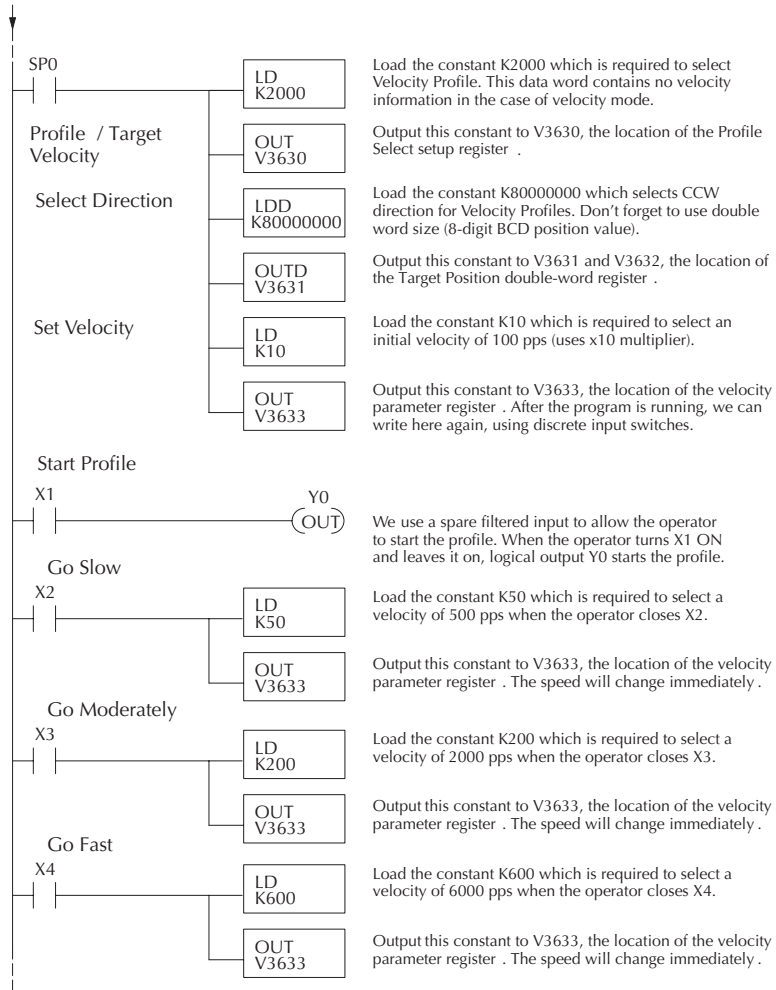 SP0
LD
K2000
Load the constant K2000 which is required to select
Velocity Profile. This data word contains no velocity
information in the case of velocity mode.
Profile / Target
Velocity
OUT
V3630
Output this constant to V3630, the location of the Profile
Select setup register .
Select Direction
LDD
K80000000
Load the constant K80000000 which selects CCW
direction for Velocity Profiles. Don't forget to use double
word size (8-digit BCD position value).
OUTD
V3631
Output this constant to V3631 and V3632, the location of
the Target Position double-word register .
Set Velocity
LD
K10
Load the constant K10 which is required to select an
initial velocity of 100 pps (uses x10 multiplier).
OUT
V3633
Output this constant to V3633, the location of the velocity
parameter register . After the program is running, we can
write here again, using discrete input switches.
Start Profile
X1
Y0
OUT
We use a spare filtered input to allow the operator
to start the profile. When the operator turns X1 ON
and leaves it on, logical output Y0 starts the profile.
Go Slow
X2
LD
K50
Load the constant K50 which is required to select a
velocity of 500 pps when the operator closes X2.
OUT
V3633
Output this constant to V3633, the location of the velocity
parameter register . The speed will change immediately .
Go Moderately
X3
LD
K200
Load the constant K200 which is required to select a
velocity of 2000 pps when the operator closes X3.
OUT
V3633
Output this constant to V3633, the location of the velocity
parameter register . The speed will change immediately .
Go Fast
X4
LD
K600
Load the constant K600 which is required to select a
velocity of 6000 pps when the operator closes X4.
OUT
V3633
Output this constant to V3633, the location of the velocity
parameter register . The speed will change immediately .